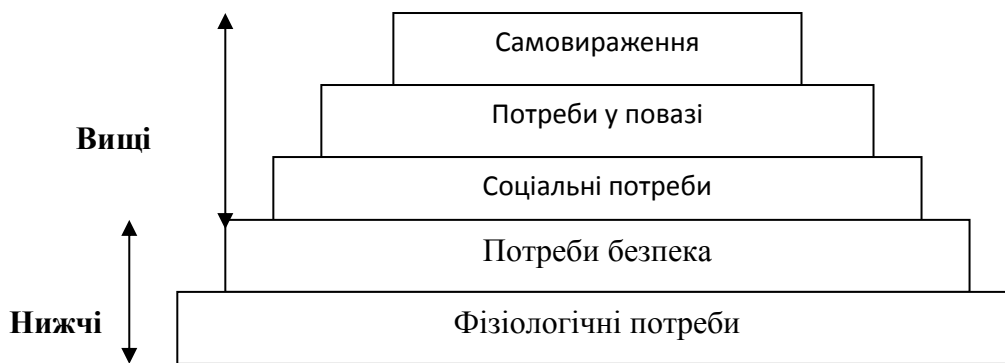 Самовираження
Потреби у повазі
Вищі
Соціальні потреби
Потреби безпека
Нижчі
Фізіологічні потреби